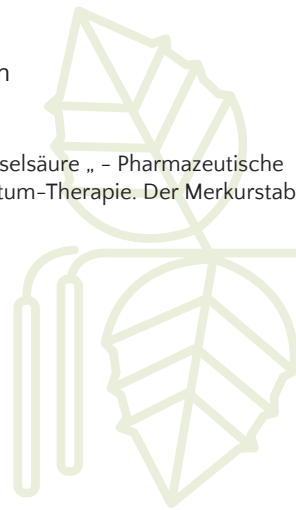 n
selsäure „ – Pharmazeutische
tum-Therapie. Der Merkurstab